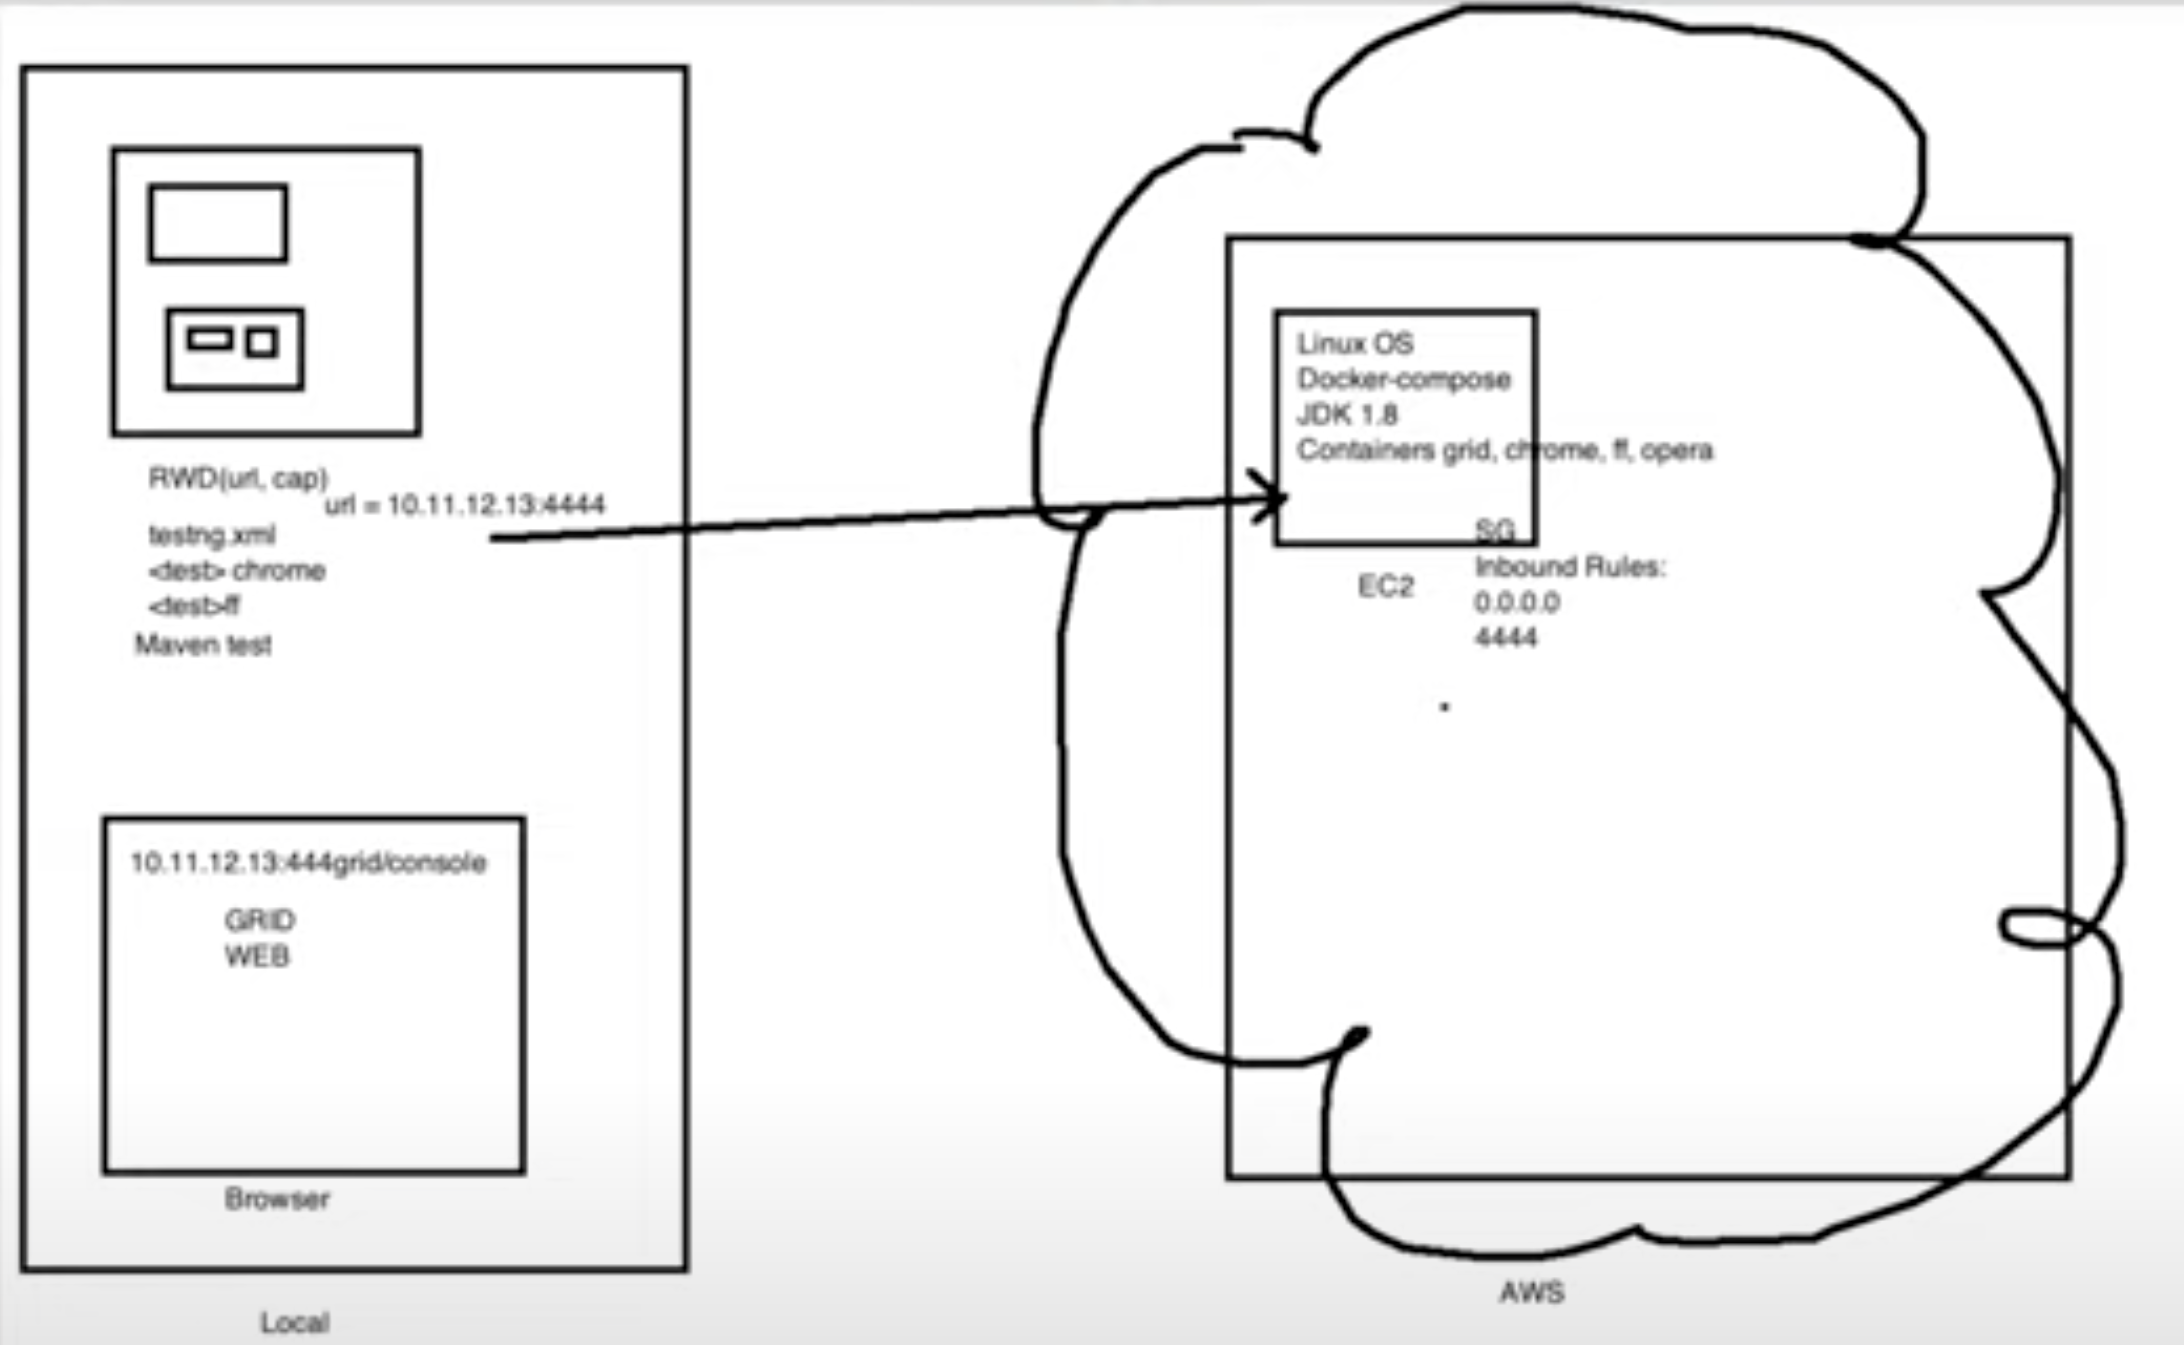 RWD(url, cap)
url = 10.11.12.13:4444
testng.xml
<test> chrome
<test>ff
Maven test
10.11.12.13:444grid/console
GRID
WEB
Browser
Local
Linux OS
Docker-compose
JDK 1.8
Containers grid, chrome, ff, opera
SG
Inbound Rules:
0.0.0.0
4444
EC2
AWS